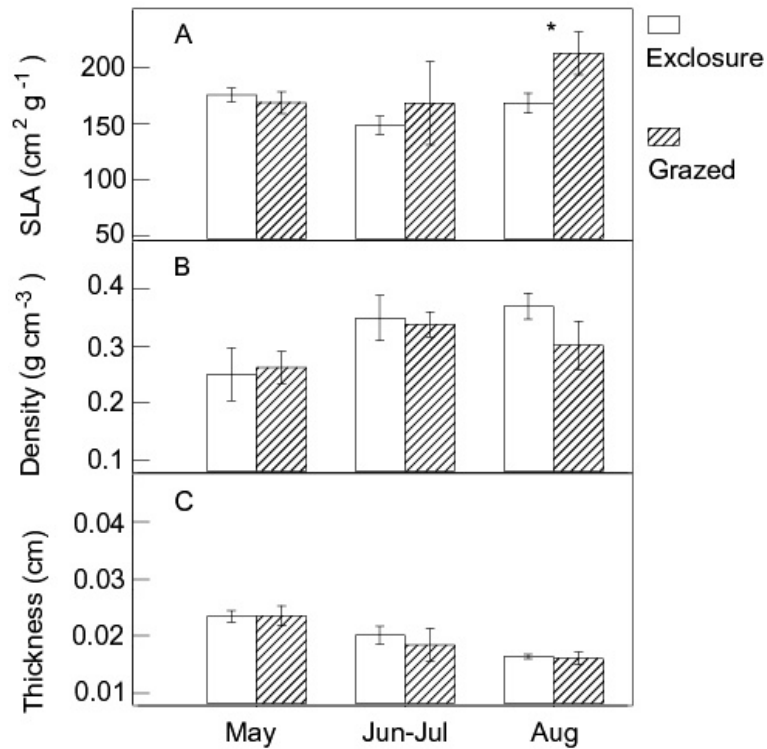 A
*
SLA (cm² g⁻¹)
200
150
100
50
Exclosure
Grazed
B
Density (g cm⁻³ )
0.4
0.3
0.2
0.1
C
Thickness (cm)
0.04
0.03
0.02
0.01
May Jun-Jul Aug